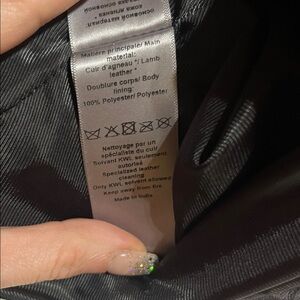 основной материал
Matière principale/ Main
material:
Cuir d'agneau */ Lamb
leather *
Doublure corps/ Body
lining:
100% Polyester/ Polyester
Nettoyage par un
spécialiste du cuir
Solvant KWL seulement
autorisé
Specialized leather
cleaning
Only KWL solvent allowed
Keep away from fire
Made in India